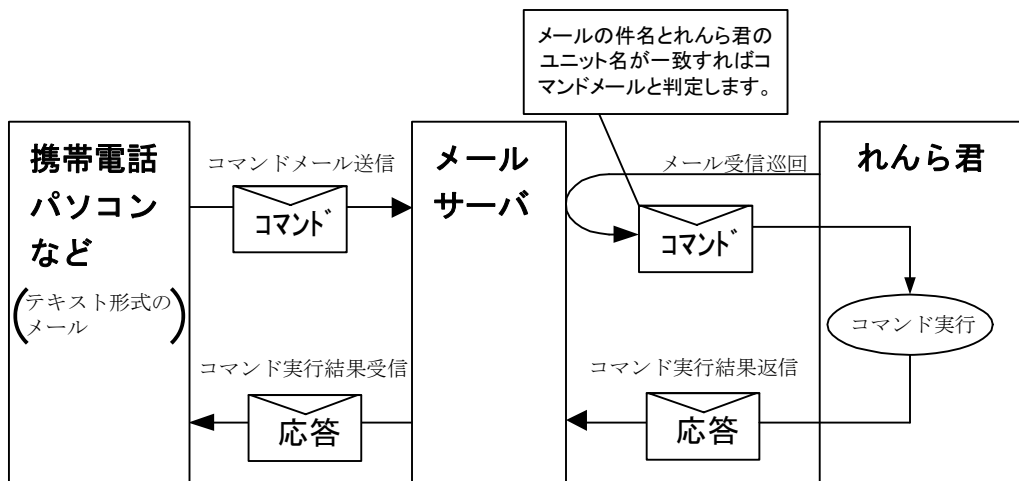 メールの件名とれんら君の
ユニット名が一致すればコ
マンドメールと判定します。
携帯電話
パソコン
など
(テキスト形式の
メール)
コマンドメール送信
コマンド
メール
サーバ
メール受信巡回
コマンド
れんら君
コマンド実行
コマンド実行結果受信
応答
コマンド実行結果返信
応答